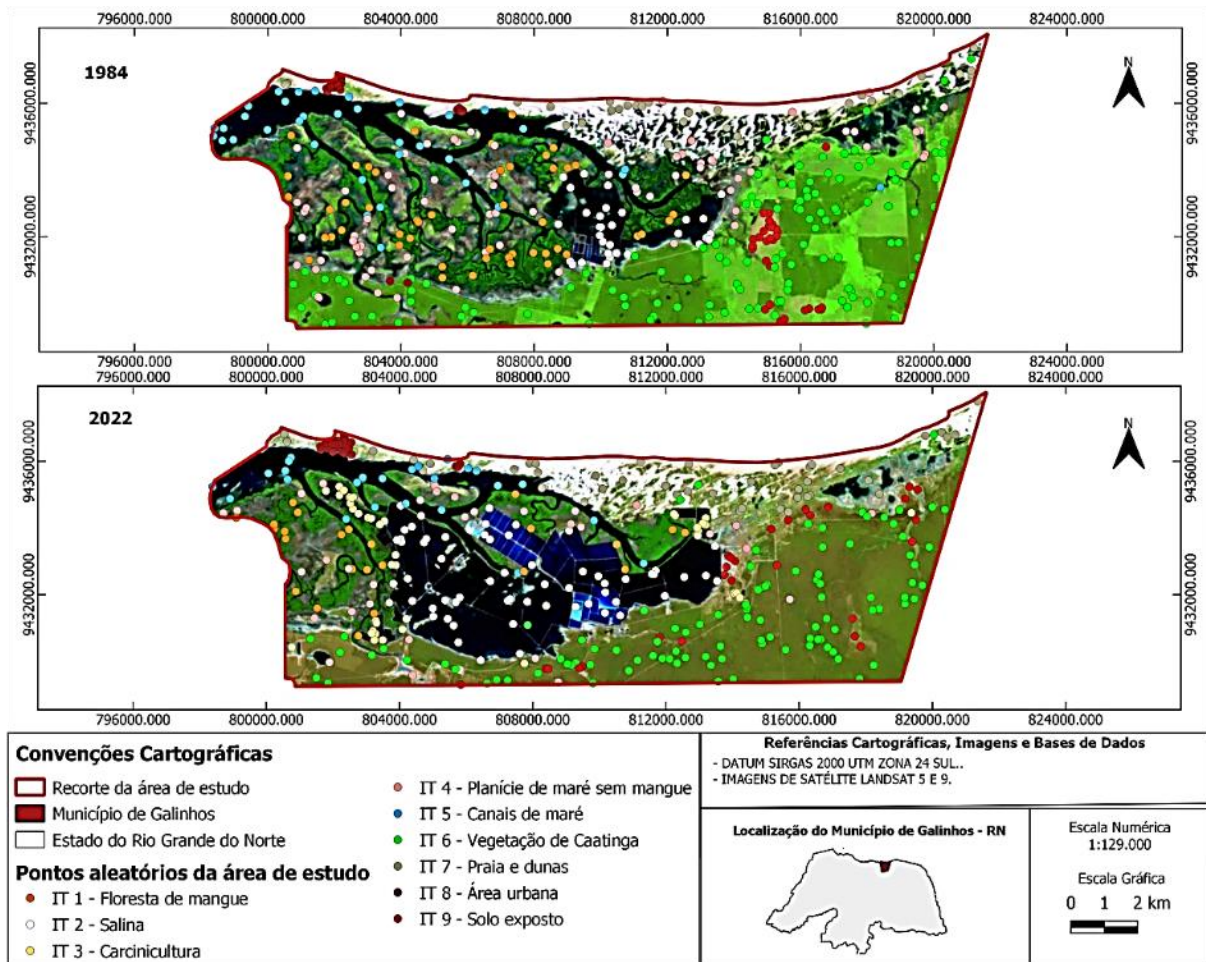 796000.000 800000.000 804000.000 808000.000 812000.000 816000.000 820000.000 824000.000
1984
N
9436000.000
9432000.000
9436000.000
9432000.000
796000.000 800000.000 804000.000 808000.000 812000.000 816000.000 820000.000 824000.000
796000.000 800000.000 804000.000 808000.000 812000.000 816000.000 820000.000 824000.000
2022
N
9436000.000
9432000.000
9436000.000
9432000.000
796000.000 800000.000 804000.000 808000.000 812000.000 816000.000 820000.000 824000.000
Convenções Cartográficas
Recorte da área de estudo
Município de Galinhos
Estado do Rio Grande do Norte
Pontos aleatórios da área de estudo
IT 1 - Floresta de mangue
IT 2 - Salina
IT 3 - Carcinicultura
IT 4 - Planície de maré sem mangue
IT 5 - Canais de maré
IT 6 - Vegetação de Caatinga
IT 7 - Praia e dunas
IT 8 - Área urbana
IT 9 - Solo exposto
Referências Cartográficas, Imagens e Bases de Dados
- DATUM SIRGAS 2000 UTM ZONA 24 SUL..
- IMAGENS DE SATÉLITE LANDSAT 5 E 9.
Localização do Município de Galinhos - RN
Escala Numérica
1:129.000
Escala Gráfica
0 1 2 km